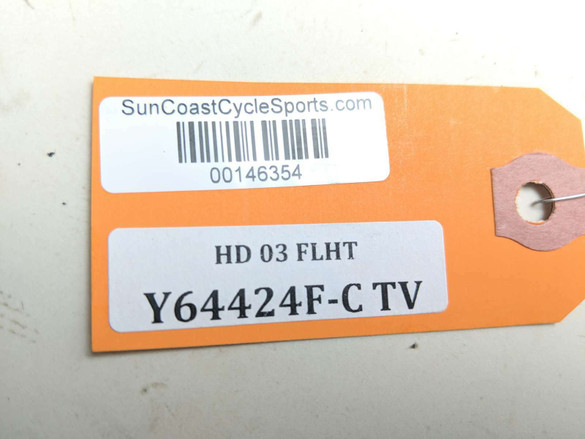 SunCoastCycleSports.com
00146354
HD 03 FLHT
Y64424F-C TV